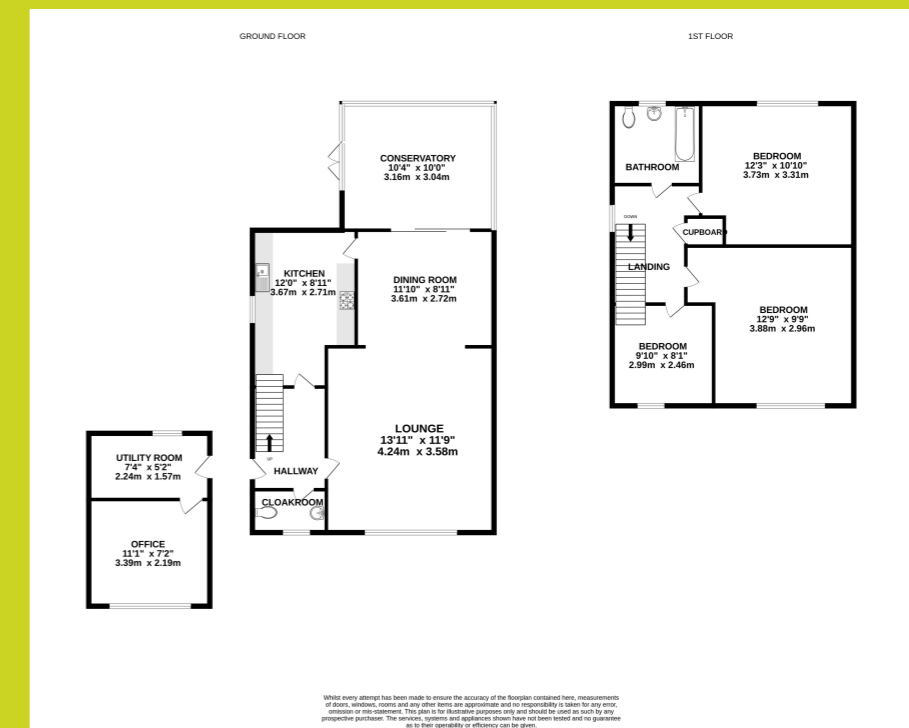 GROUND FLOOR
1ST FLOOR
CONSERVATORY
10'4" x 10'0"
3.16m x 3.04m
KITCHEN
12'0" x 8'11"
3.67m x 2.71m
DINING ROOM
11'10" x 8'11"
3.61m x 2.72m
LOUNGE
13'11" x 11'9"
4.24m x 3.58m
UP
HALLWAY
CLOAKROOM
UTILITY ROOM
7'4" x 5'2"
2.24m x 1.57m
OFFICE
11'1" x 7'2"
3.39m x 2.19m
BATHROOM
BEDROOM
12'3" x 10'10"
3.73m x 3.31m
DOWN
CUPBOARD
LANDING
BEDROOM
12'9" x 9'9"
3.88m x 2.96m
BEDROOM
9'10" x 8'1"
2.99m x 2.46m
Whilst every attempt has been made to ensure the accuracy of the floorplan contained here, measurements
of doors, windows, rooms and any other items are approximate and no responsibility is taken for any error,
omission or mis-statement. This plan is for illustrative purposes only and should be used as such by any
prospective purchaser. The services, systems and appliances shown have not been tested and no guarantee
as to their operability or efficiency can be given.